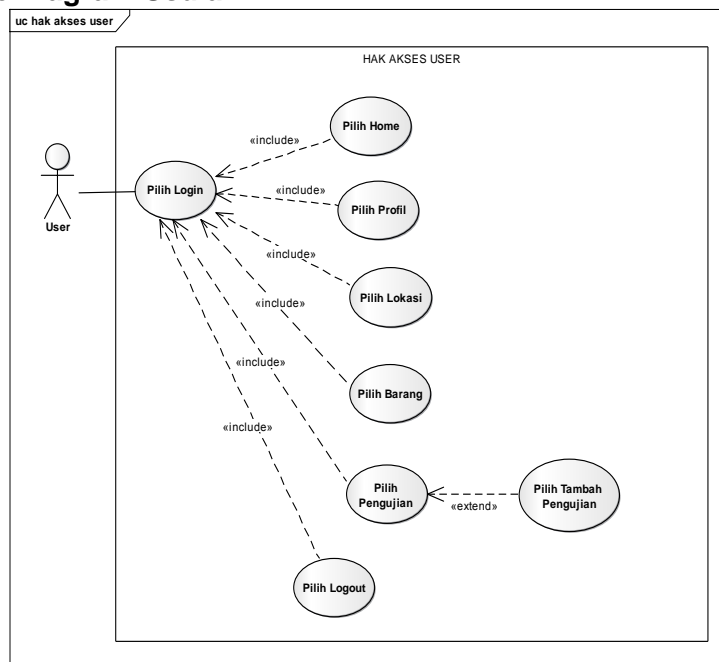 uc hak akses user
HAK AKSES USER
Pilih Home
«include»
Pilih Login
«include»
Pilih Profil
User
«include»
Pilih Lokasi
«include»
«include»
Pilih Barang
«include»
Pilih
Pengujian
«extend»
Pilih Tambah
Pengujian
Pilih Logout